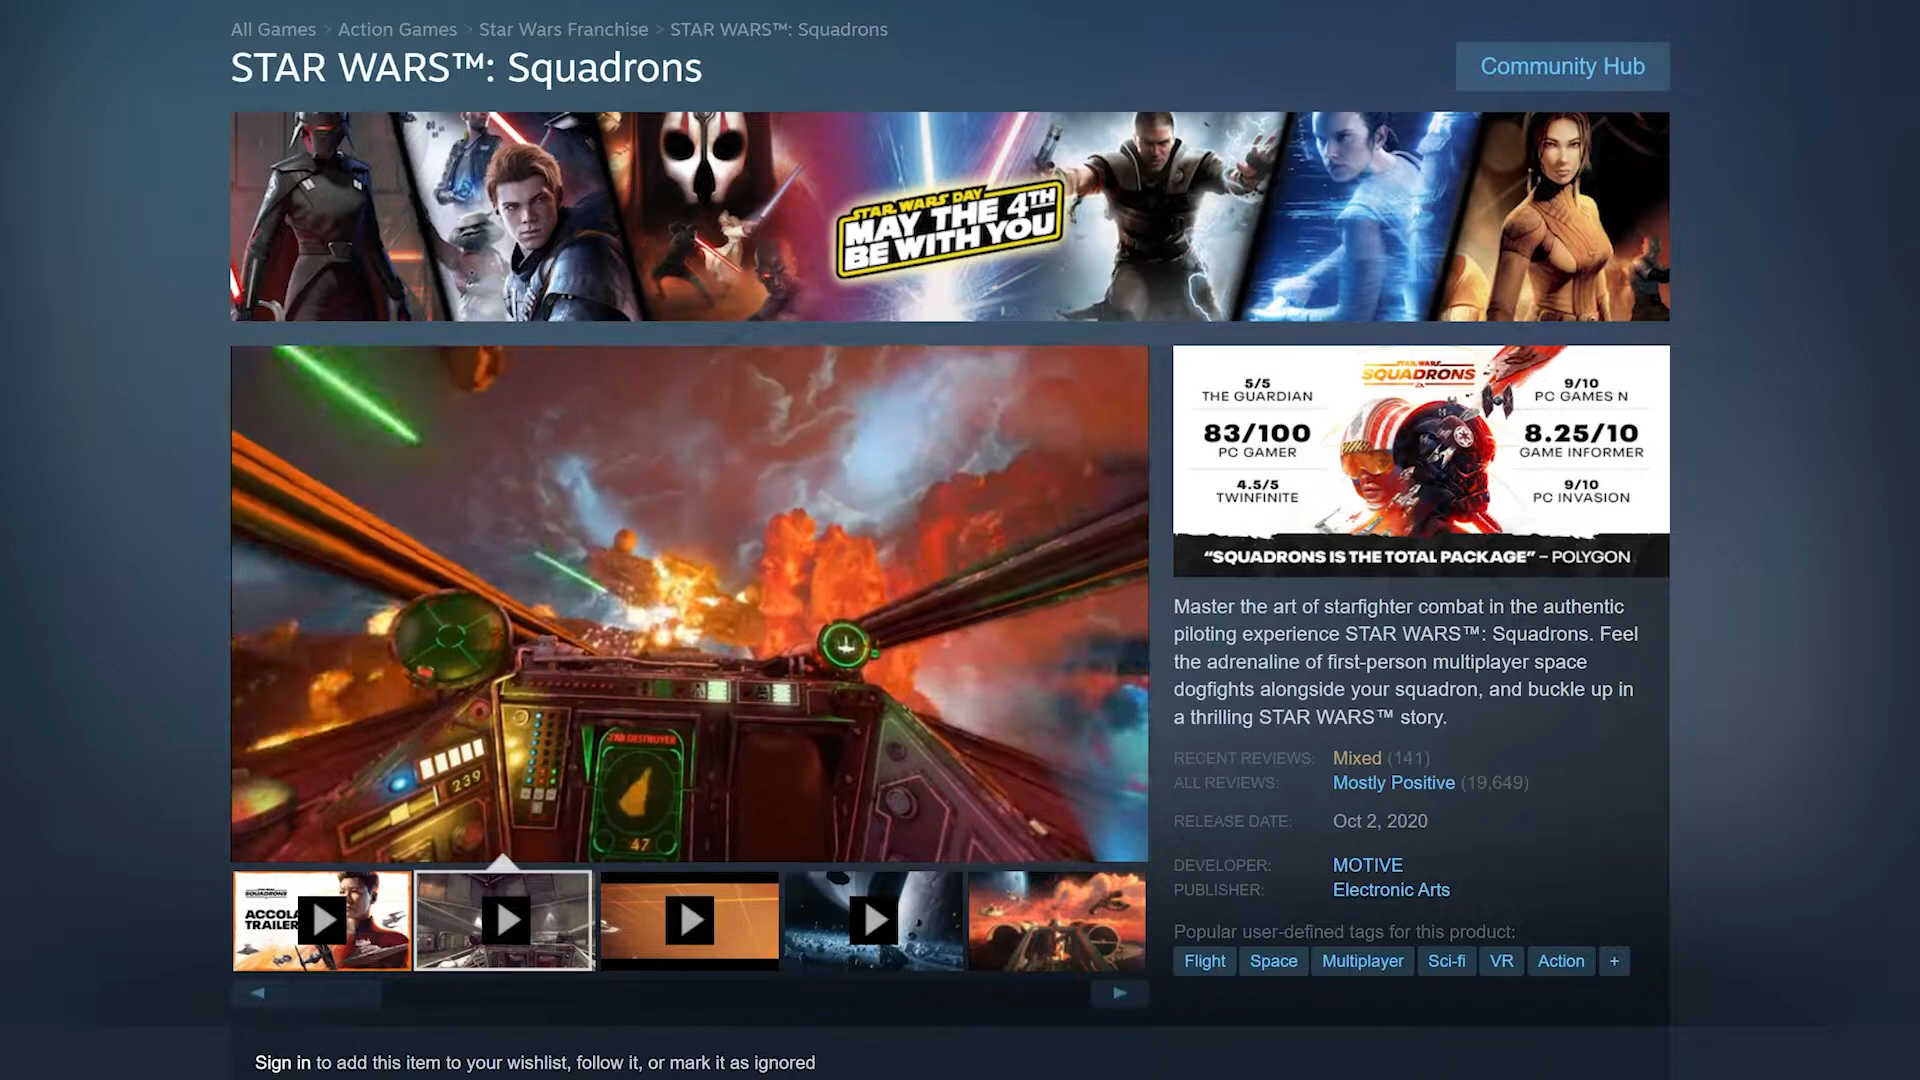 All Games > Action Games > Star Wars Franchise > STAR WARS™: Squadrons
STAR WARS™: Squadrons
Community Hub
STAR WARS DAY
MAY THE 4TH
BE WITH YOU
STAR WARS
SQUADRONS
5/5
THE GUARDIAN
83/100
PC GAMER
4.5/5
TWINFINITE
9/10
PC GAMES N
8.25/10
GAME INFORMER
9/10
PC INVASION
“SQUADRONS IS THE TOTAL PACKAGE” – POLYGON
STAR DESTROYER
239
47
Master the art of starfighter combat in the authentic
piloting experience STAR WARS™: Squadrons. Feel
the adrenaline of first-person multiplayer space
dogfights alongside your squadron, and buckle up in
a thrilling STAR WARS™ story.
RECENT REVIEWS: Mixed (141)
ALL REVIEWS: Mostly Positive (19,649)
RELEASE DATE: Oct 2, 2020
DEVELOPER: MOTIVE
PUBLISHER: Electronic Arts
SQUADRONS
ACCOLA
TRAILER
Popular user-defined tags for this product:
Flight Space Multiplayer Sci-fi VR Action +
Sign in to add this item to your wishlist, follow it, or mark it as ignored